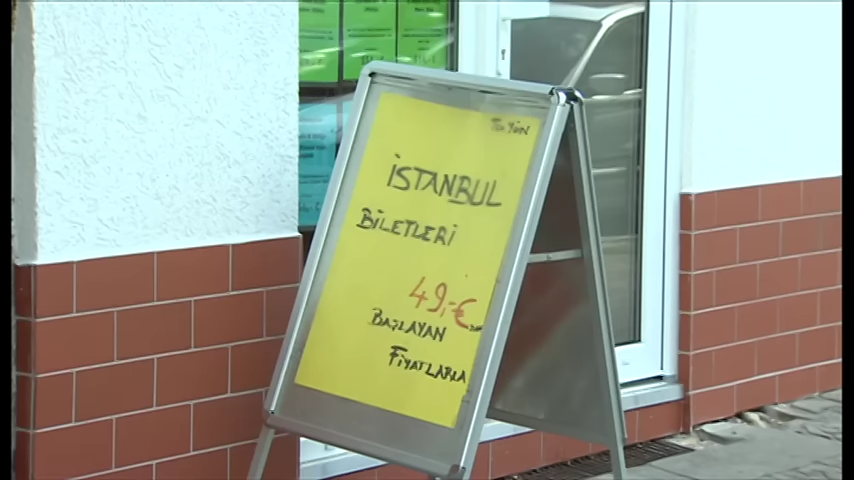 İSTANBUL
BİLETLERİ
49,-€
BAŞLAYAN
FİYATLARLA